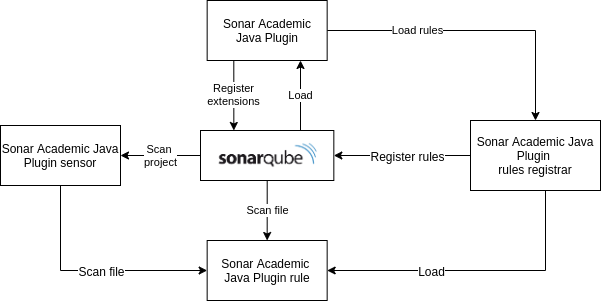 Sonar Academic
Java Plugin
Load rules
Register
extensions
Load
Sonar Academic Java
Plugin sensor
Scan
project
sonarqube
Register rules
Sonar Academic Java
Plugin
rules registrar
Scan file
Scan file
Sonar Academic
Java Plugin rule
Load